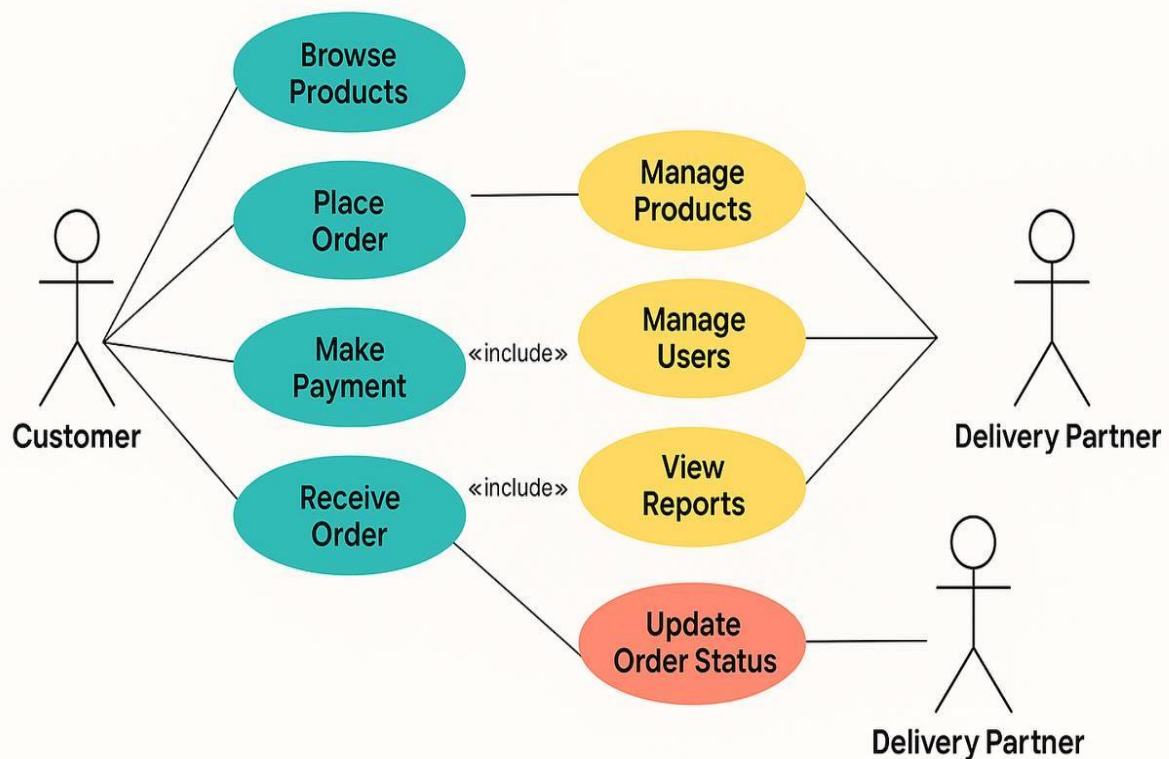 Browse
Products
Place
Order
Make
Payment
Receive
Order
Customer
«include»
«include»
Manage
Products
Manage
Users
View
Reports
Update
Order Status
Delivery Partner
Delivery Partner